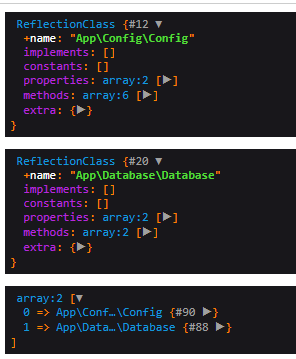 ReflectionClass {#12 ▼
+name: "App\Config\Config"
implements: []
constants: []
properties: array:2 [▶]
methods: array:6 [▶]
extra: {▶}
}
ReflectionClass {#20 ▼
+name: "App\Database\Database"
implements: []
constants: []
properties: array:2 [▶]
methods: array:2 [▶]
extra: {▶}
}
array:2 [▼
0 => App\Conf…\Config {#90 ▶}
1 => App\Data…\Database {#88 ▶}
]